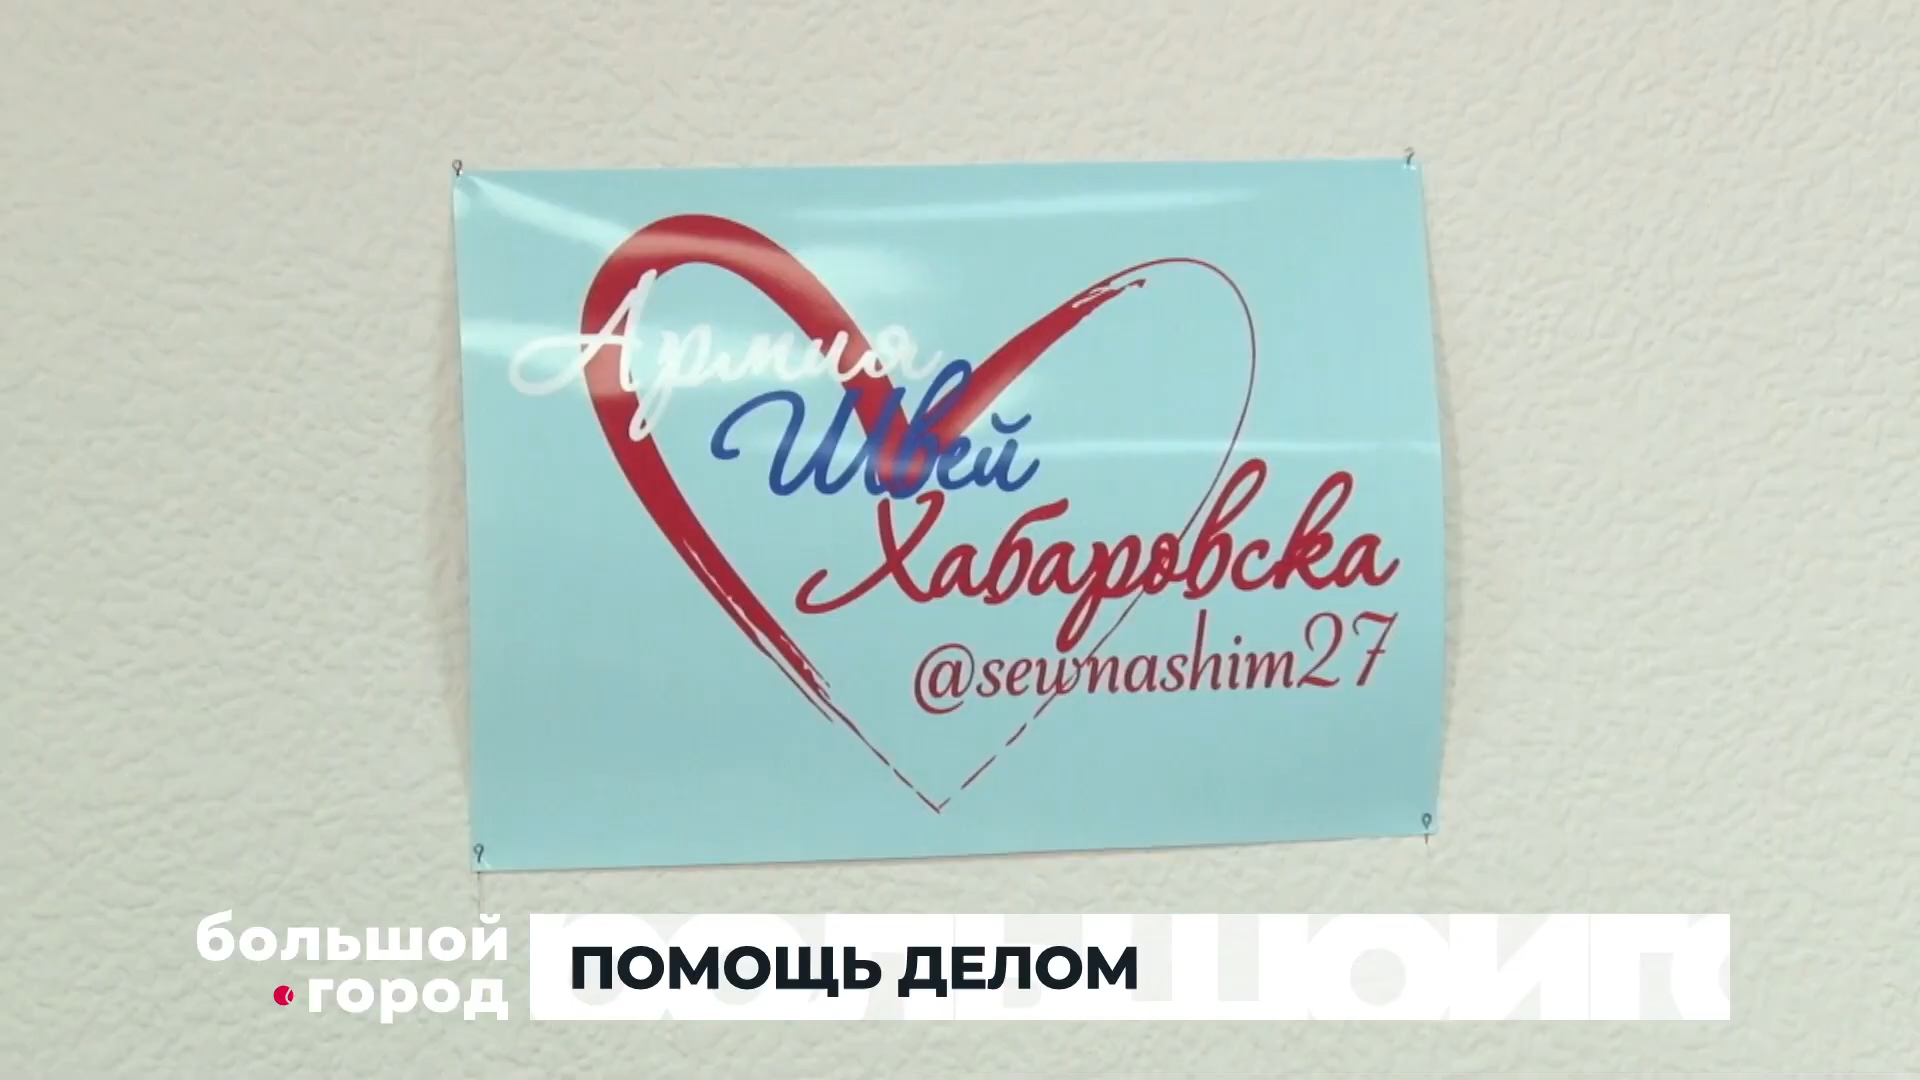 Армия
Швей
Хабаровска
@sewnashim27
большой
город
ПОМОЩЬ ДЕЛОМ